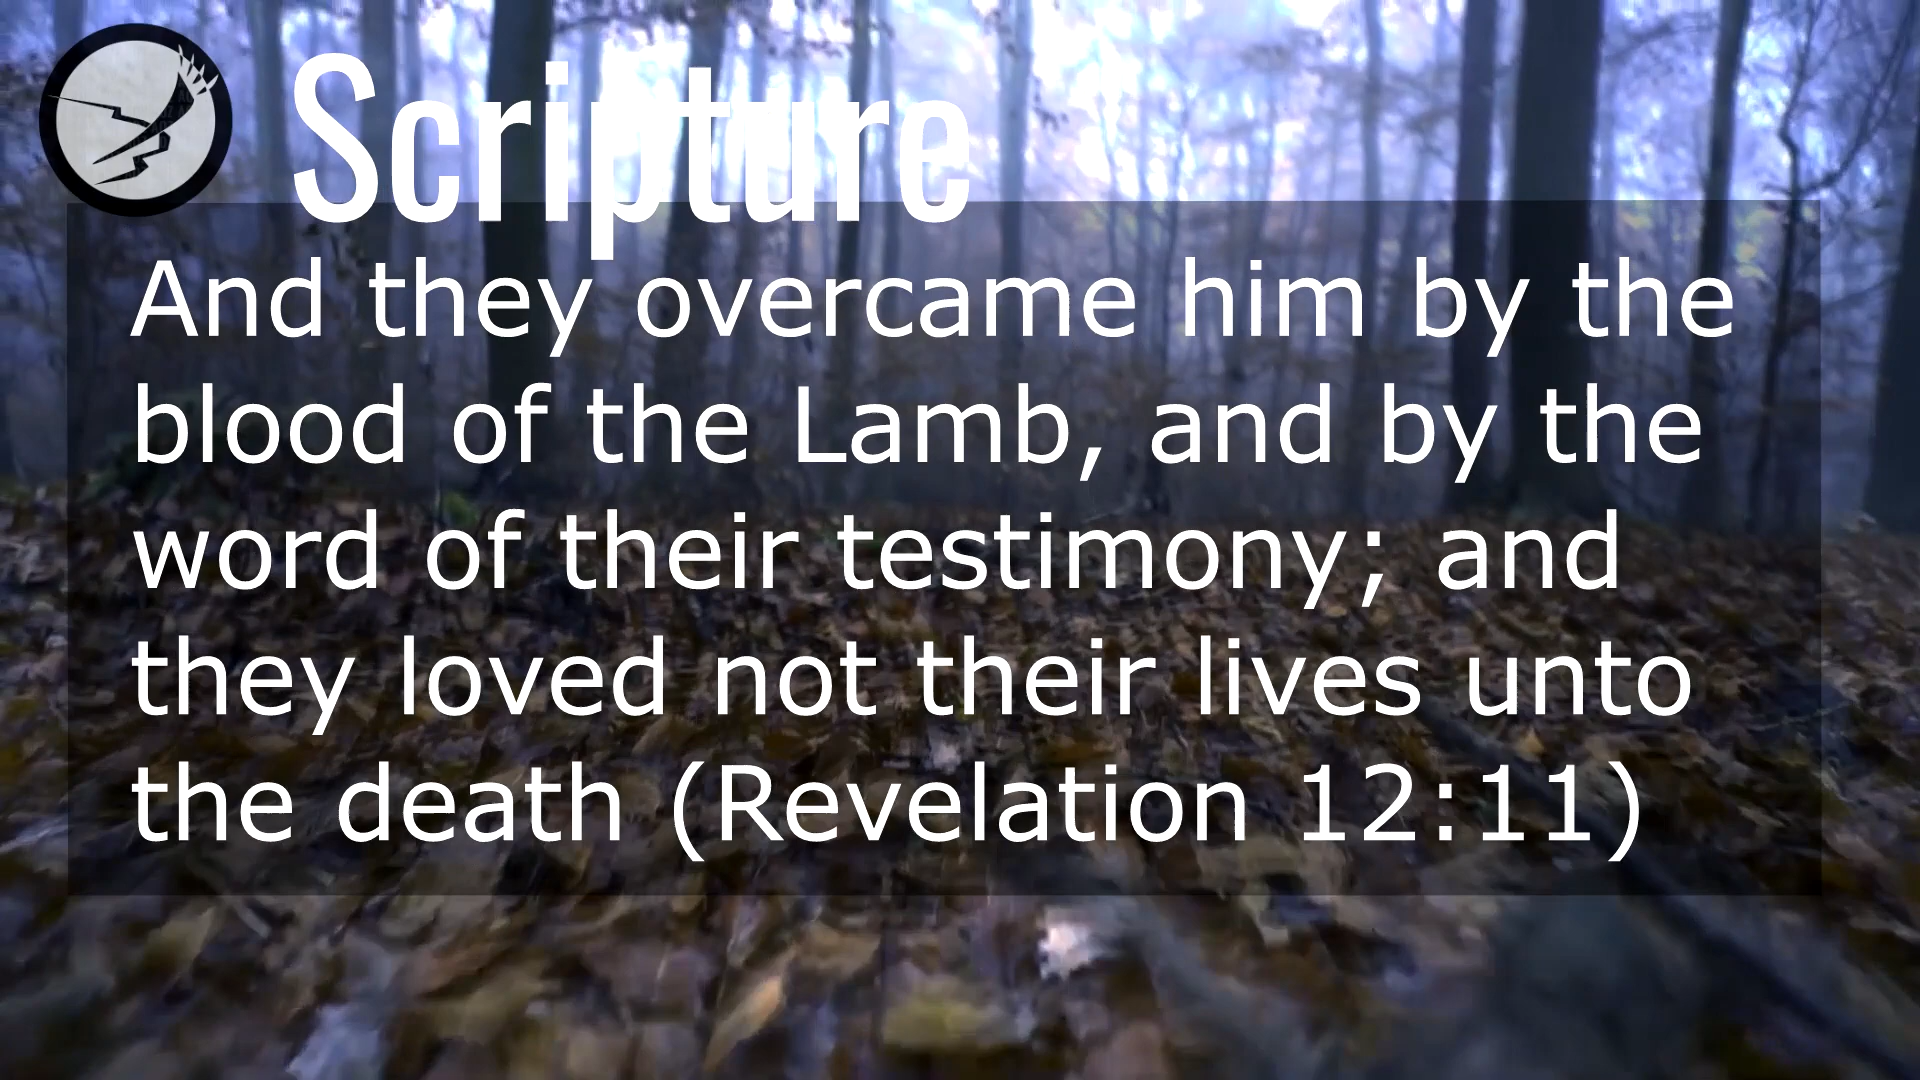 Scripture
And they overcame him by the
blood of the Lamb, and by the
word of their testimony; and
they loved not their lives unto
the death (Revelation 12:11)